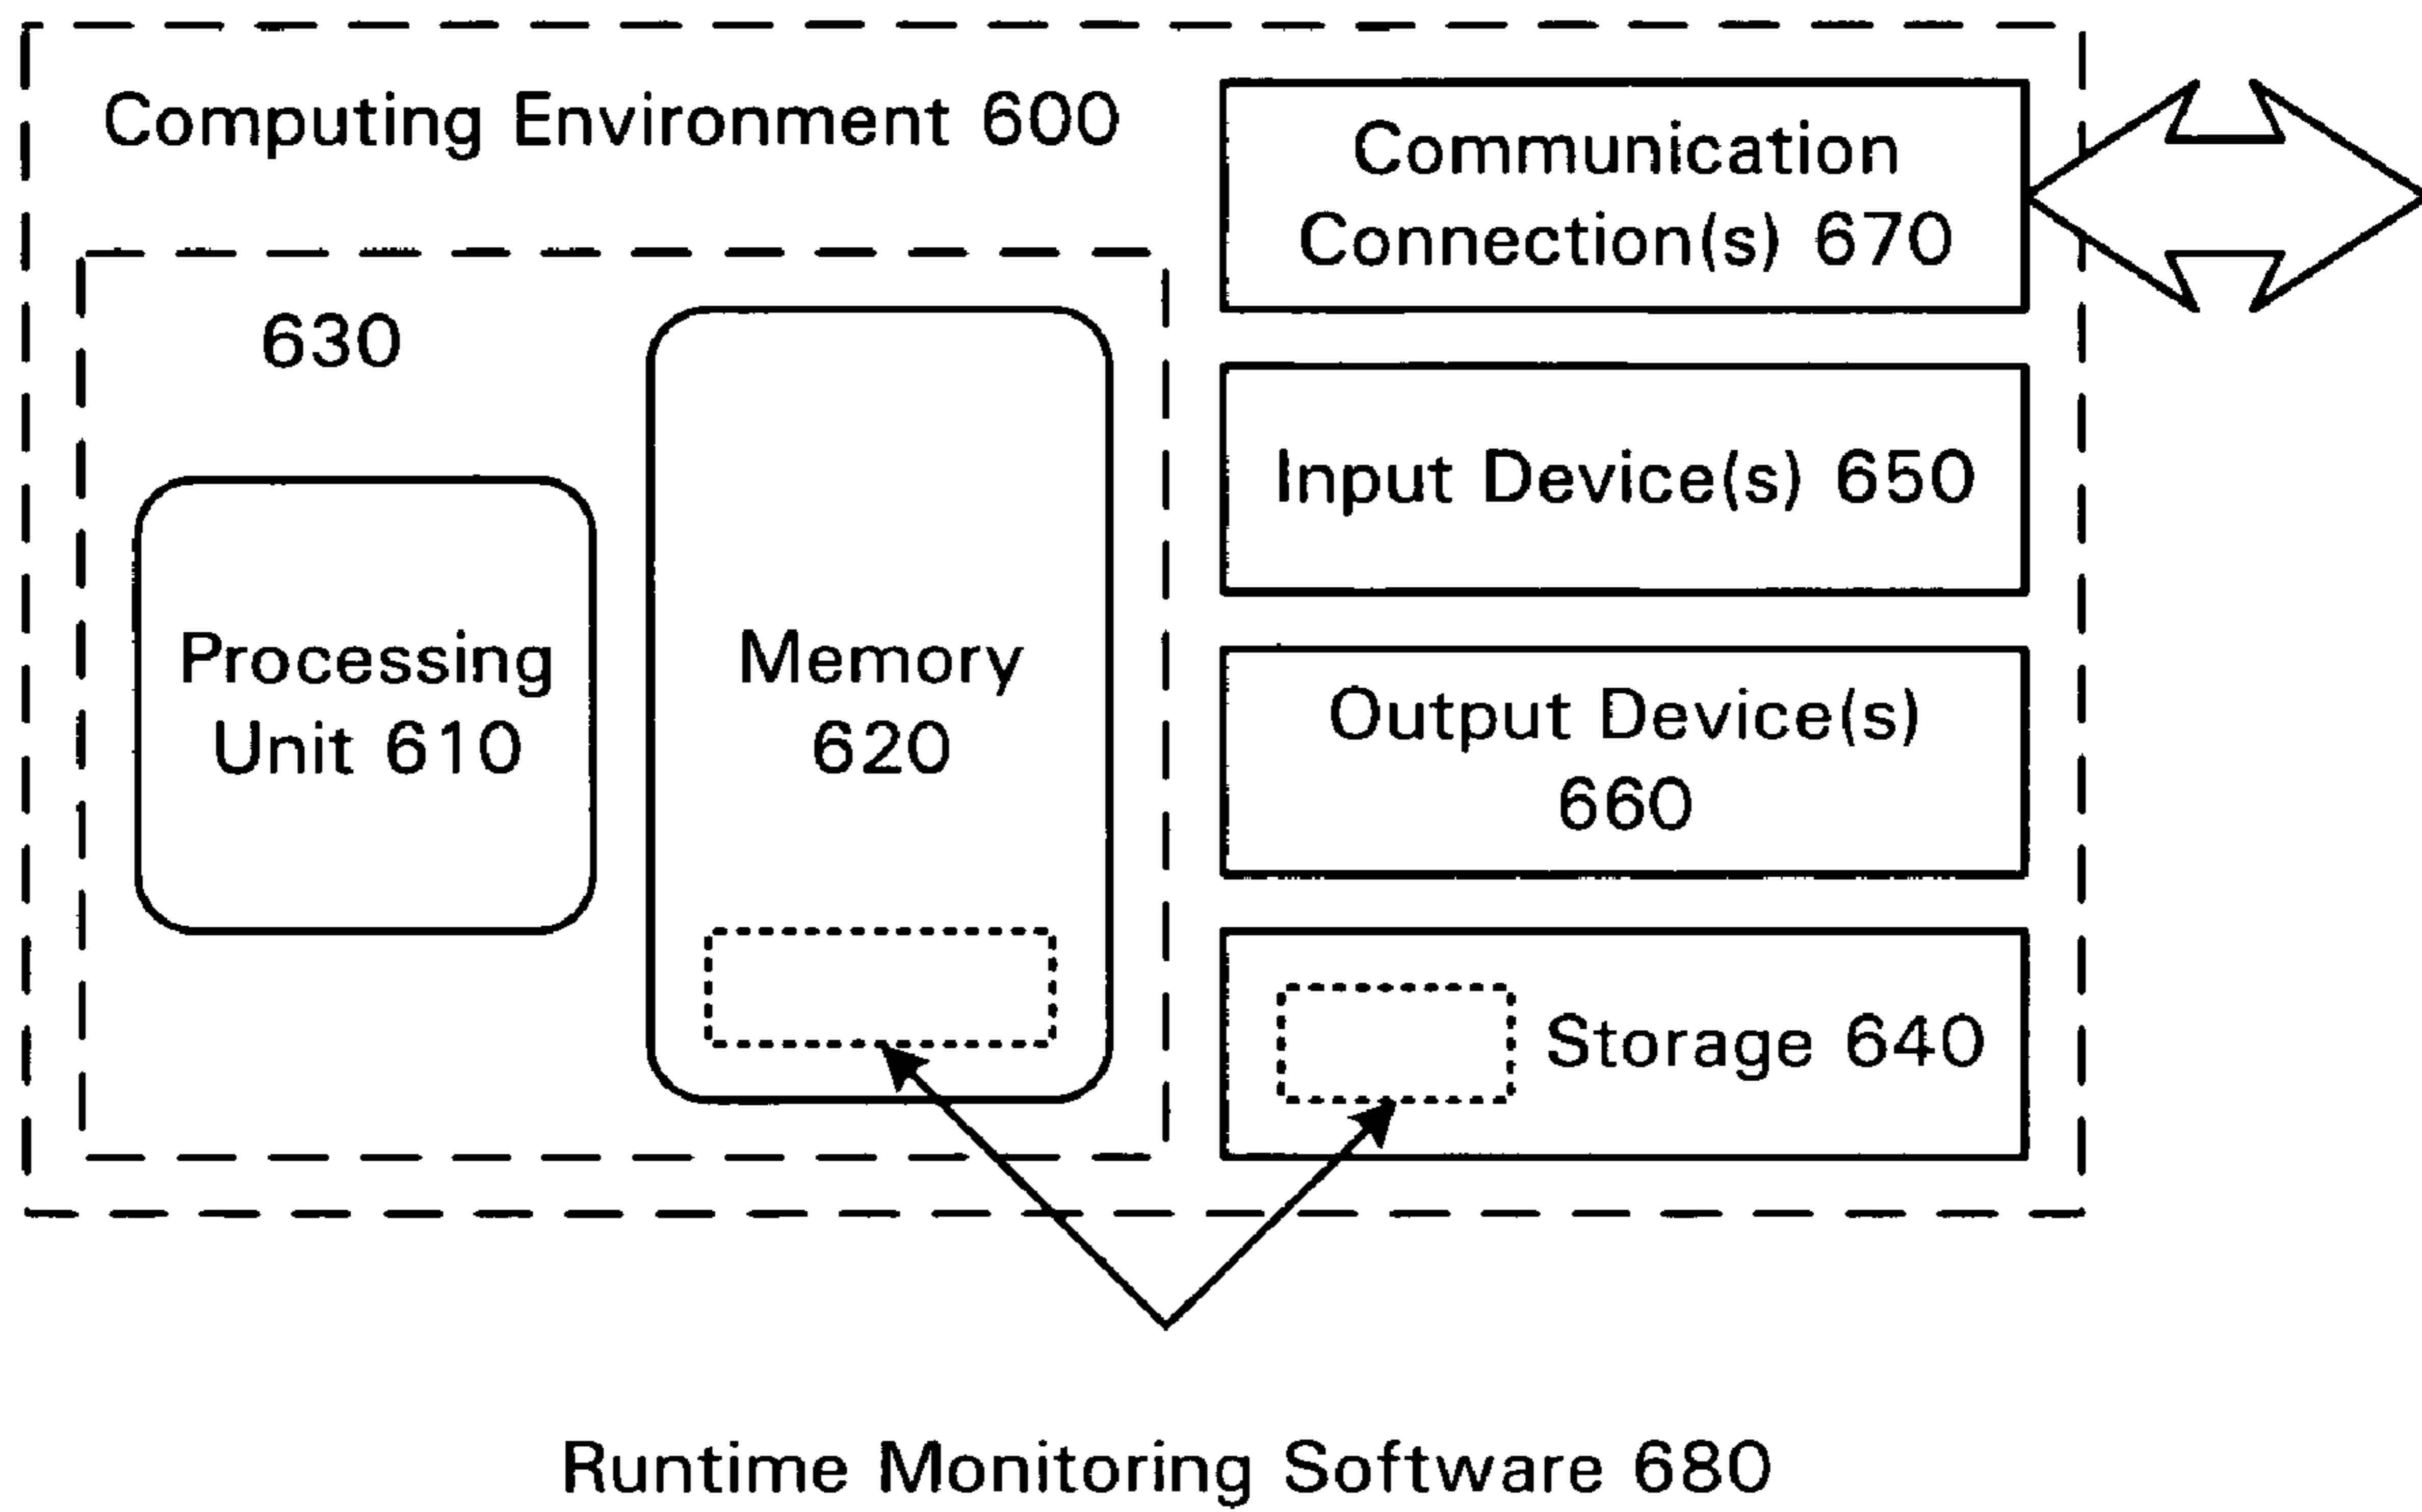 Computing Environment 600
Communication
Connection(s) 670
630
Input Device(s) 650
Processing
Unit 610
Memory
620
Output Device(s)
660
Storage 640
Runtime Monitoring Software 680